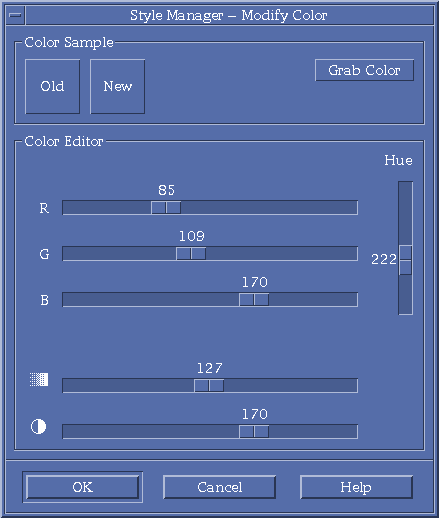 Style Manager – Modify Color
Color Sample
Old New Grab Color
Color Editor
Hue
85
R
109
G
222
170
B
127
170
OK Cancel Help